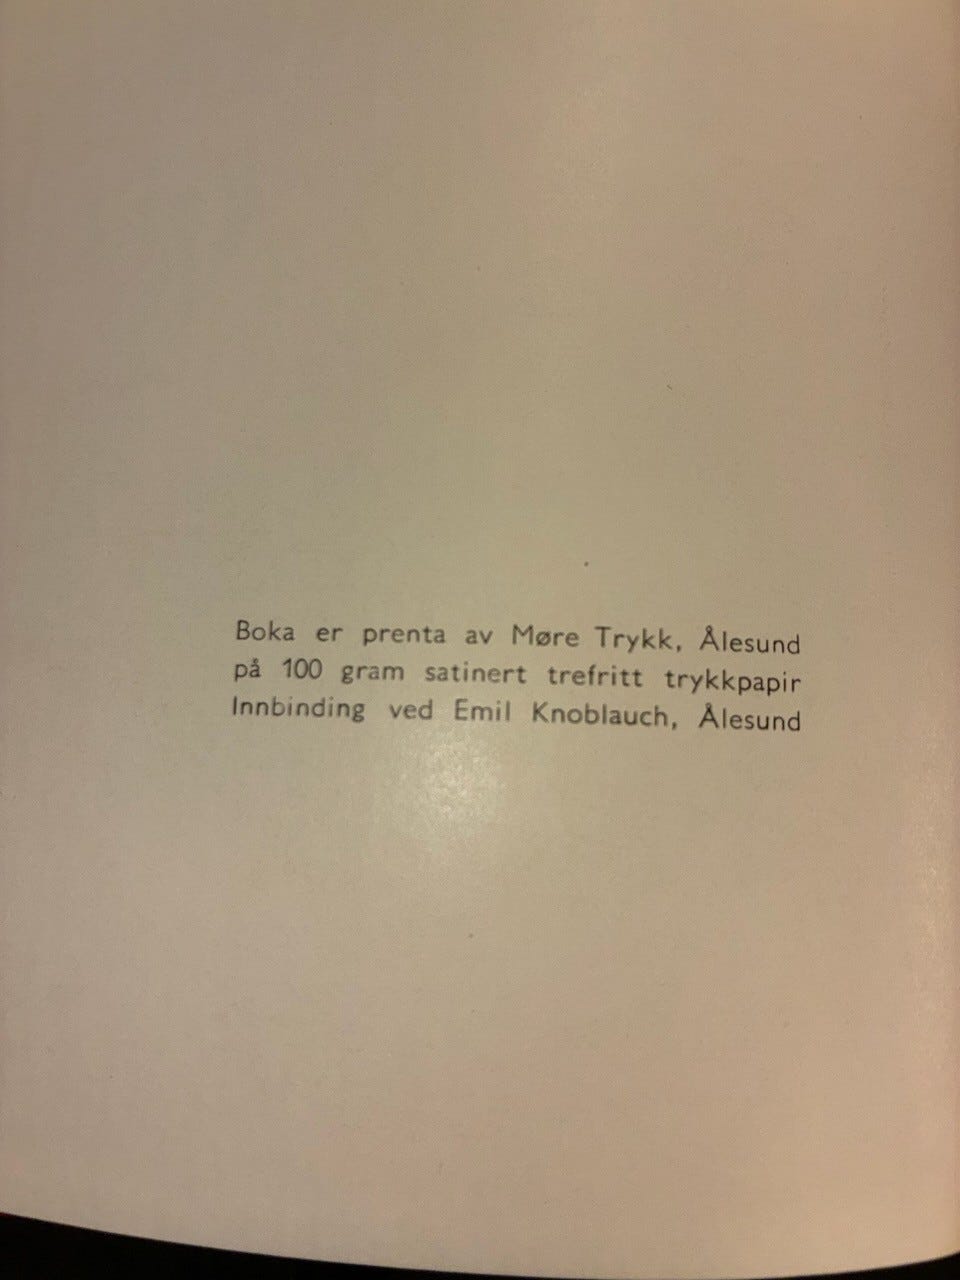 Boka er prenta av Møre Trykk, Ålesund
på 100 gram satinert trefritt trykkpapir
Innbinding ved Emil Knoblauch, Ålesund